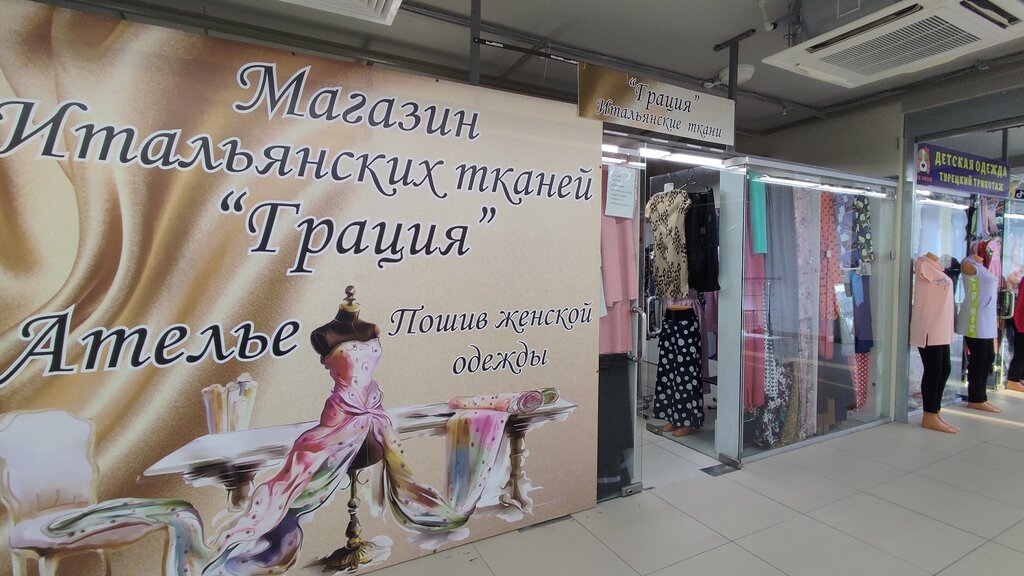 Магазин
Итальянских тканей
"Грация"
Ателье
Пошив женской
одежды
"Грация"
Итальянские ткани
ДЕТСКАЯ ОДЕЖДА
ТУРЕЦКИЙ ТРИКОТАЖ